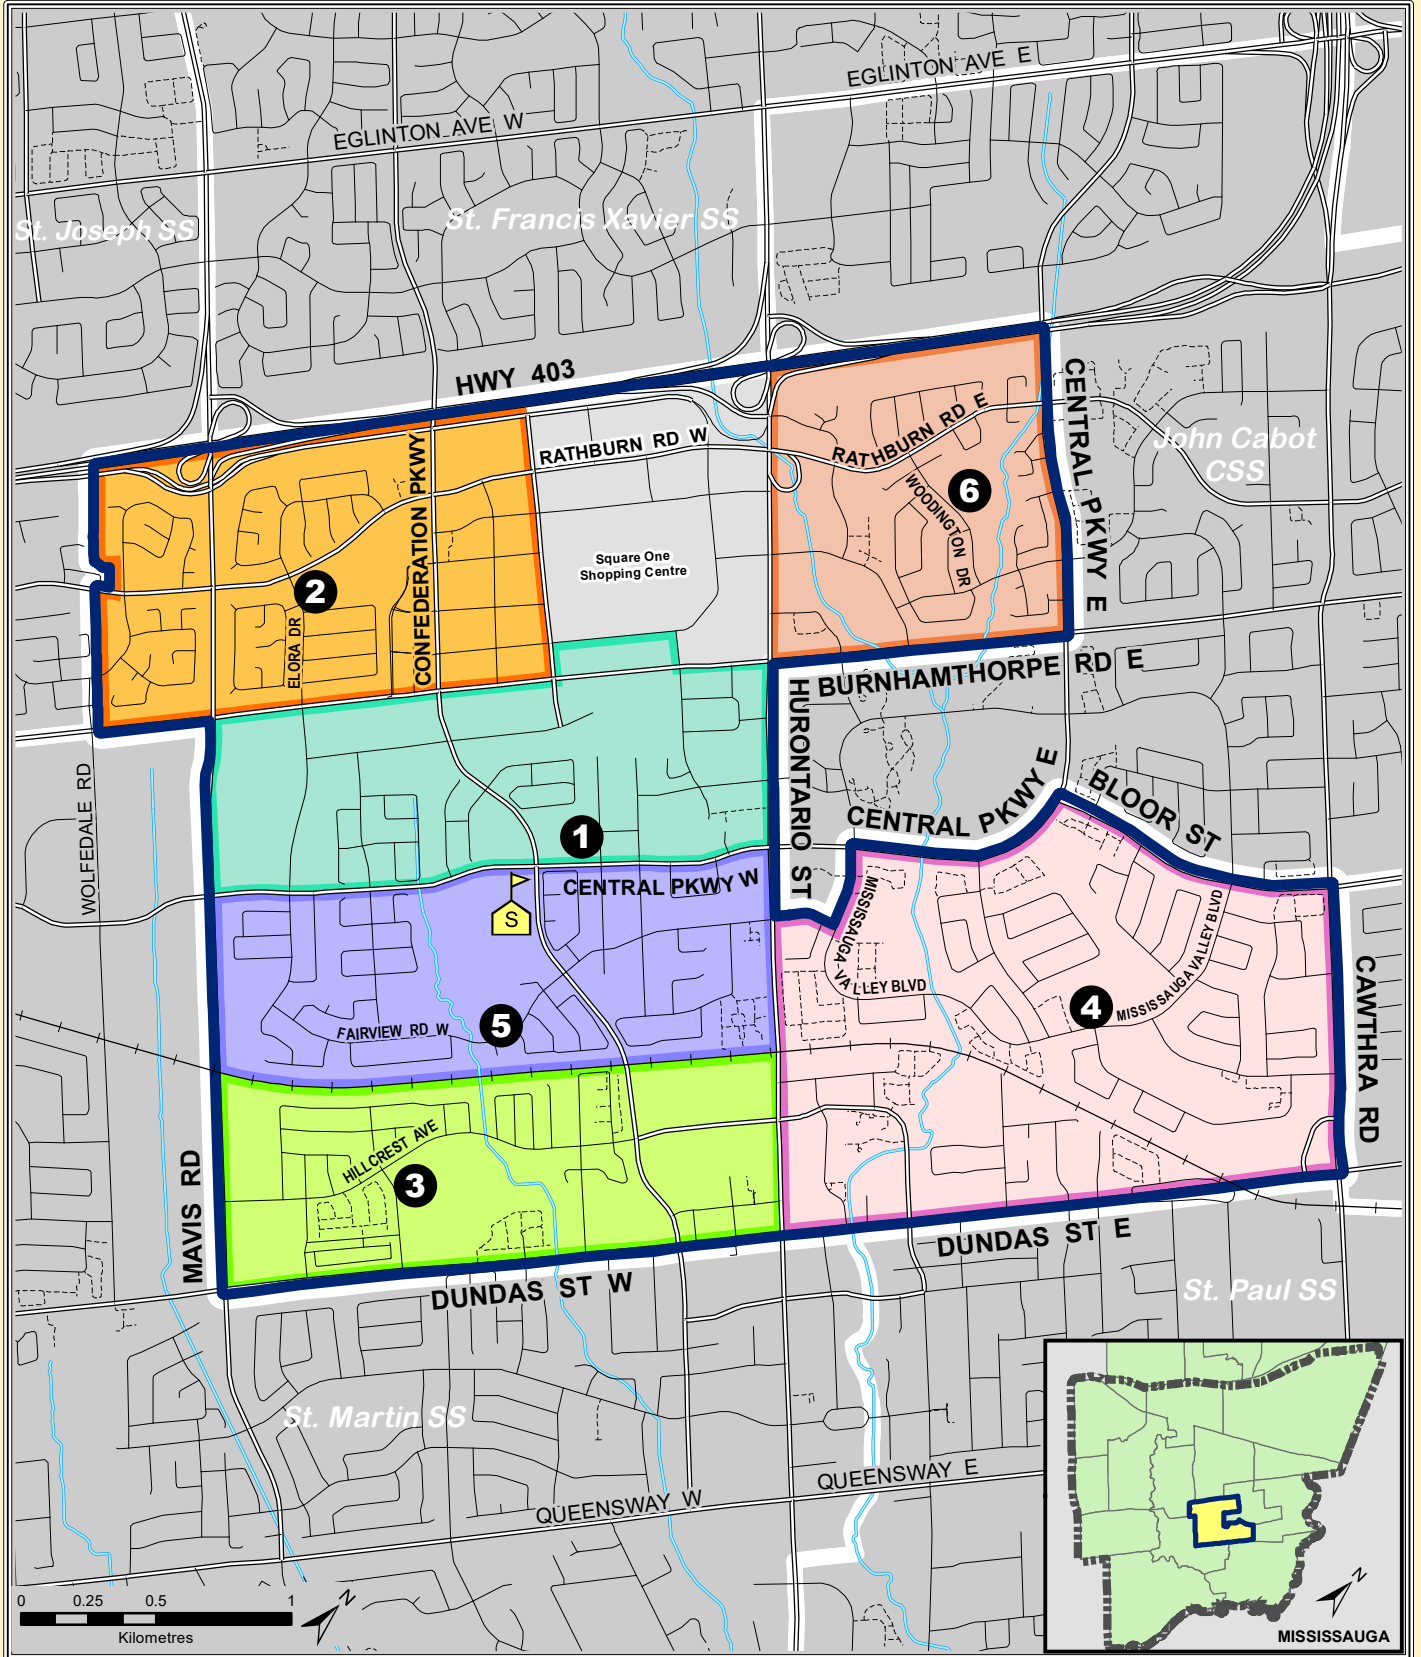 EGLINTON AVE E
EGLINTON AVE W
St. Joseph SS
St. Francis Xavier SS
HWY 403
CENTRAL PKWY E
RATHBURN RD W
RATHBURN RD E
John Cabot
CSS
CONFEDERATION PKWY
6
WOODINGTON DR
Square One
Shopping Centre
2
ELORA DR
BURNHAMTHORPE RD E
HURONTARIO ST
WOLFEDALE RD
CENTRAL PKWY E
BLOOR ST
1
CENTRAL PKWY W
S
MISSISSAUGA VALLEY BLVD
MISSISSAUGA VALLEY BLVD
4
CAWTHRA RD
FAIRVIEW RD W
5
HILLCREST AVE
3
MAVIS RD
DUNDAS ST E
DUNDAS ST W
St. Paul SS
St. Martin SS
QUEENSWAY E
QUEENSWAY W
0 0.25 0.5 1
Kilometres
N
N
MISSISSAUGA